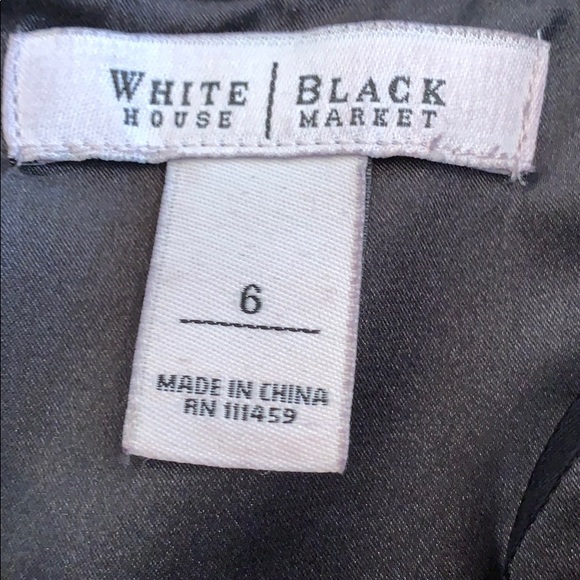 WHITE | BLACK
HOUSE | MARKET
6
MADE IN CHINA
RN 111459